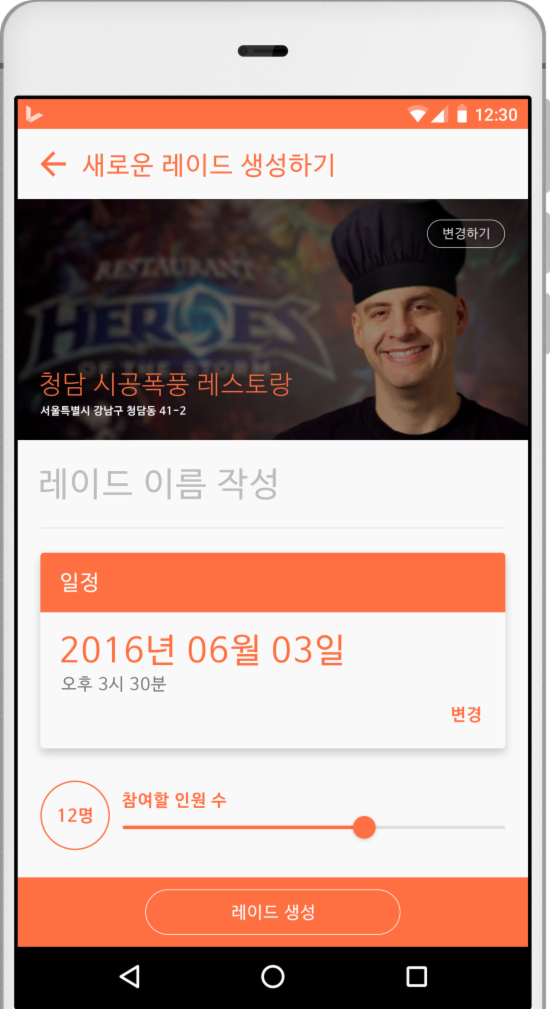 12:30
새로운 레이드 생성하기
변경하기
RESTAURANT
HEROES
청담 시공폭풍 레스토랑
서울특별시 강남구 청담동 41-2
레이드 이름 작성
일정
2016년 06월 03일
오후 3시 30분
변경
참여할 인원 수
12명
레이드 생성